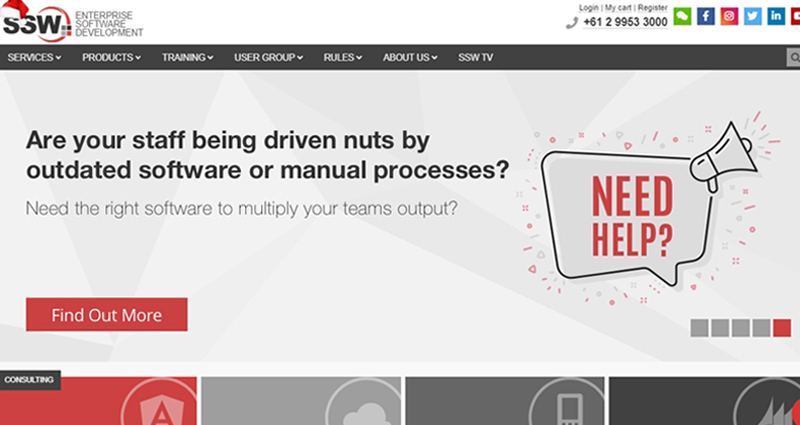 SSW
ENTERPRISE
SOFTWARE
DEVELOPMENT
Login | My cart | Register
+61 2 9953 3000
SERVICES PRODUCTS TRAINING USER GROUP RULES ABOUT US SSW TV
Are your staff being driven nuts by
outdated software or manual processes?
Need the right software to multiply your teams output?
NEED
HELP?
Find Out More
CONSULTING